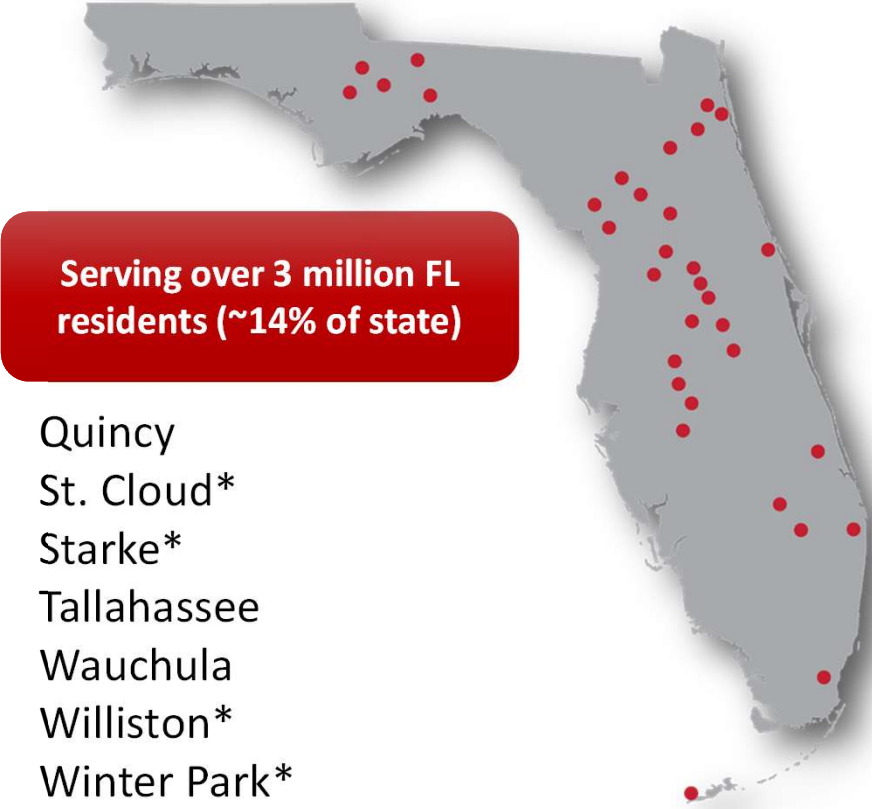 Serving over 3 million FL
residents (~14% of state)
Quincy
St. Cloud*
Starke*
Tallahassee
Wauchula
Williston*
Winter Park*